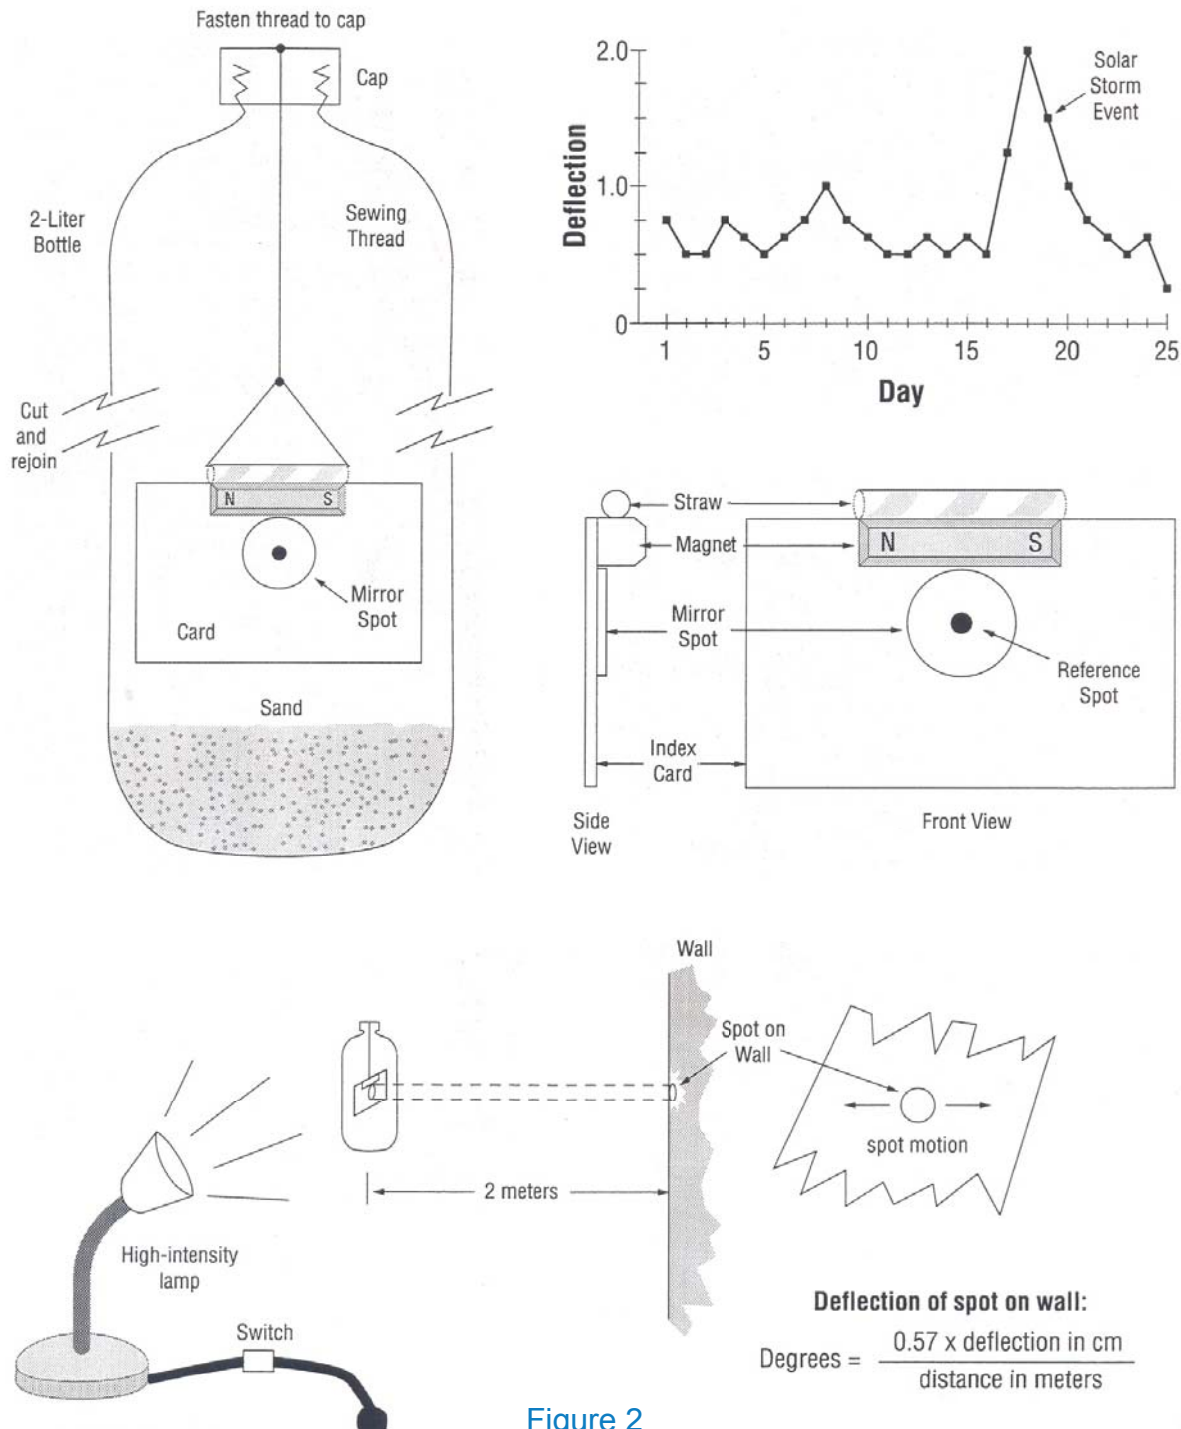 Fasten thread to cap
Cap
2-Liter
Bottle
Sewing
Thread
Cut
and
rejoin
N S
Mirror
Spot
Card
Sand
Deflection
2.0
1.0
0
Solar
Storm
Event
1 5 10 15 20 25
Day
Straw
Magnet
N S
Mirror
Spot
Reference
Spot
Index
Card
Side
View
Front View
Wall
Spot on
Wall
spot motion
2 meters
High-intensity
lamp
Switch
Deflection of spot on wall:
Degrees = 0.57 x deflection in cm
distance in meters
Figure 2